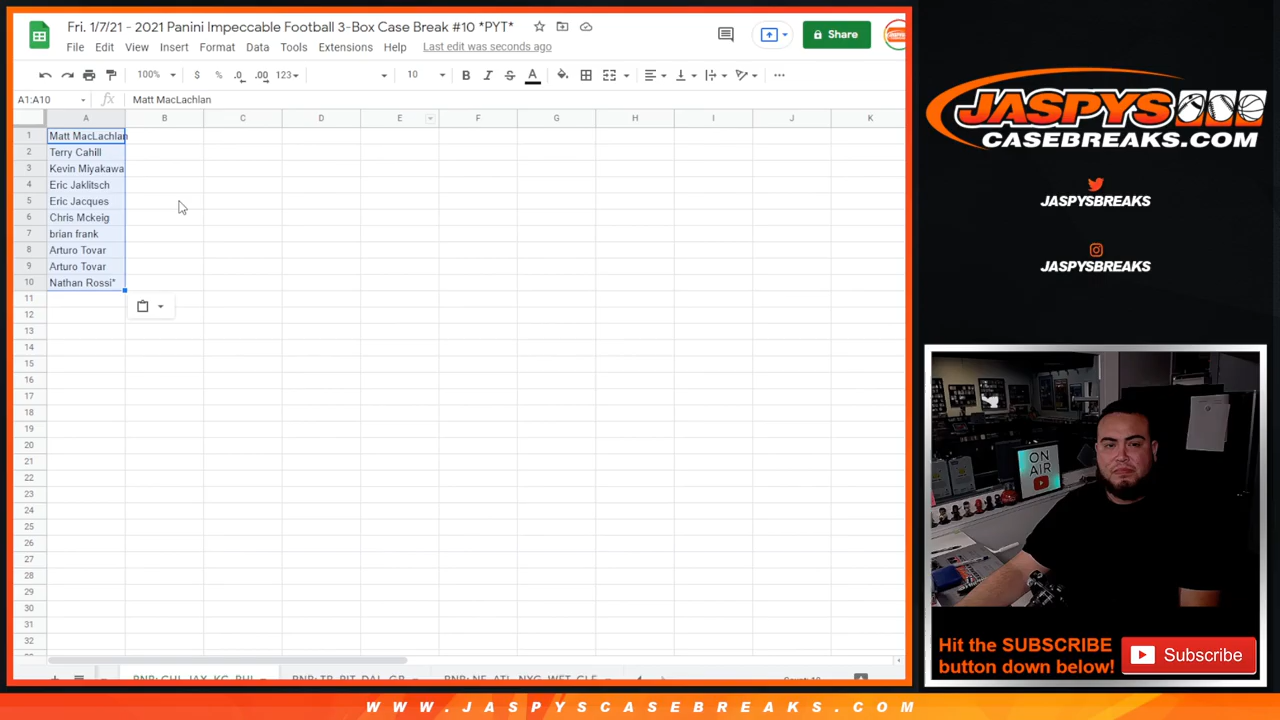 Fri. 1/7/21 - 2021 Panini Impeccable Football 3-Box Case Break #10 *PYT*
Share
File Edit View Insert Format Data Tools Extensions Help Last edit was seconds ago
100% $ % .0 .00 123 10 B I S A
A1:A10 fx Matt MacLachlan
A B C D E F G H I J K
1 Matt MacLachlan
2 Terry Cahill
3 Kevin Miyakawa
4 Eric Jaklitsch
5 Eric Jacques
6 Chris Mckeig
7 brian frank
8 Arturo Tovar
9 Arturo Tovar
10 Nathan Rossi*
11
12
13
14
15
16
17
18
19
20
21
22
23
24
25
26
27
28
29
30
31
32
JASPYS
CASEBREAKS.COM
JASPYSBREAKS
JASPYSBREAKS
ON
AIR
Hit the SUBSCRIBE
button down below!
Subscribe
WWW.JASPYSCASEBREAKS.COM